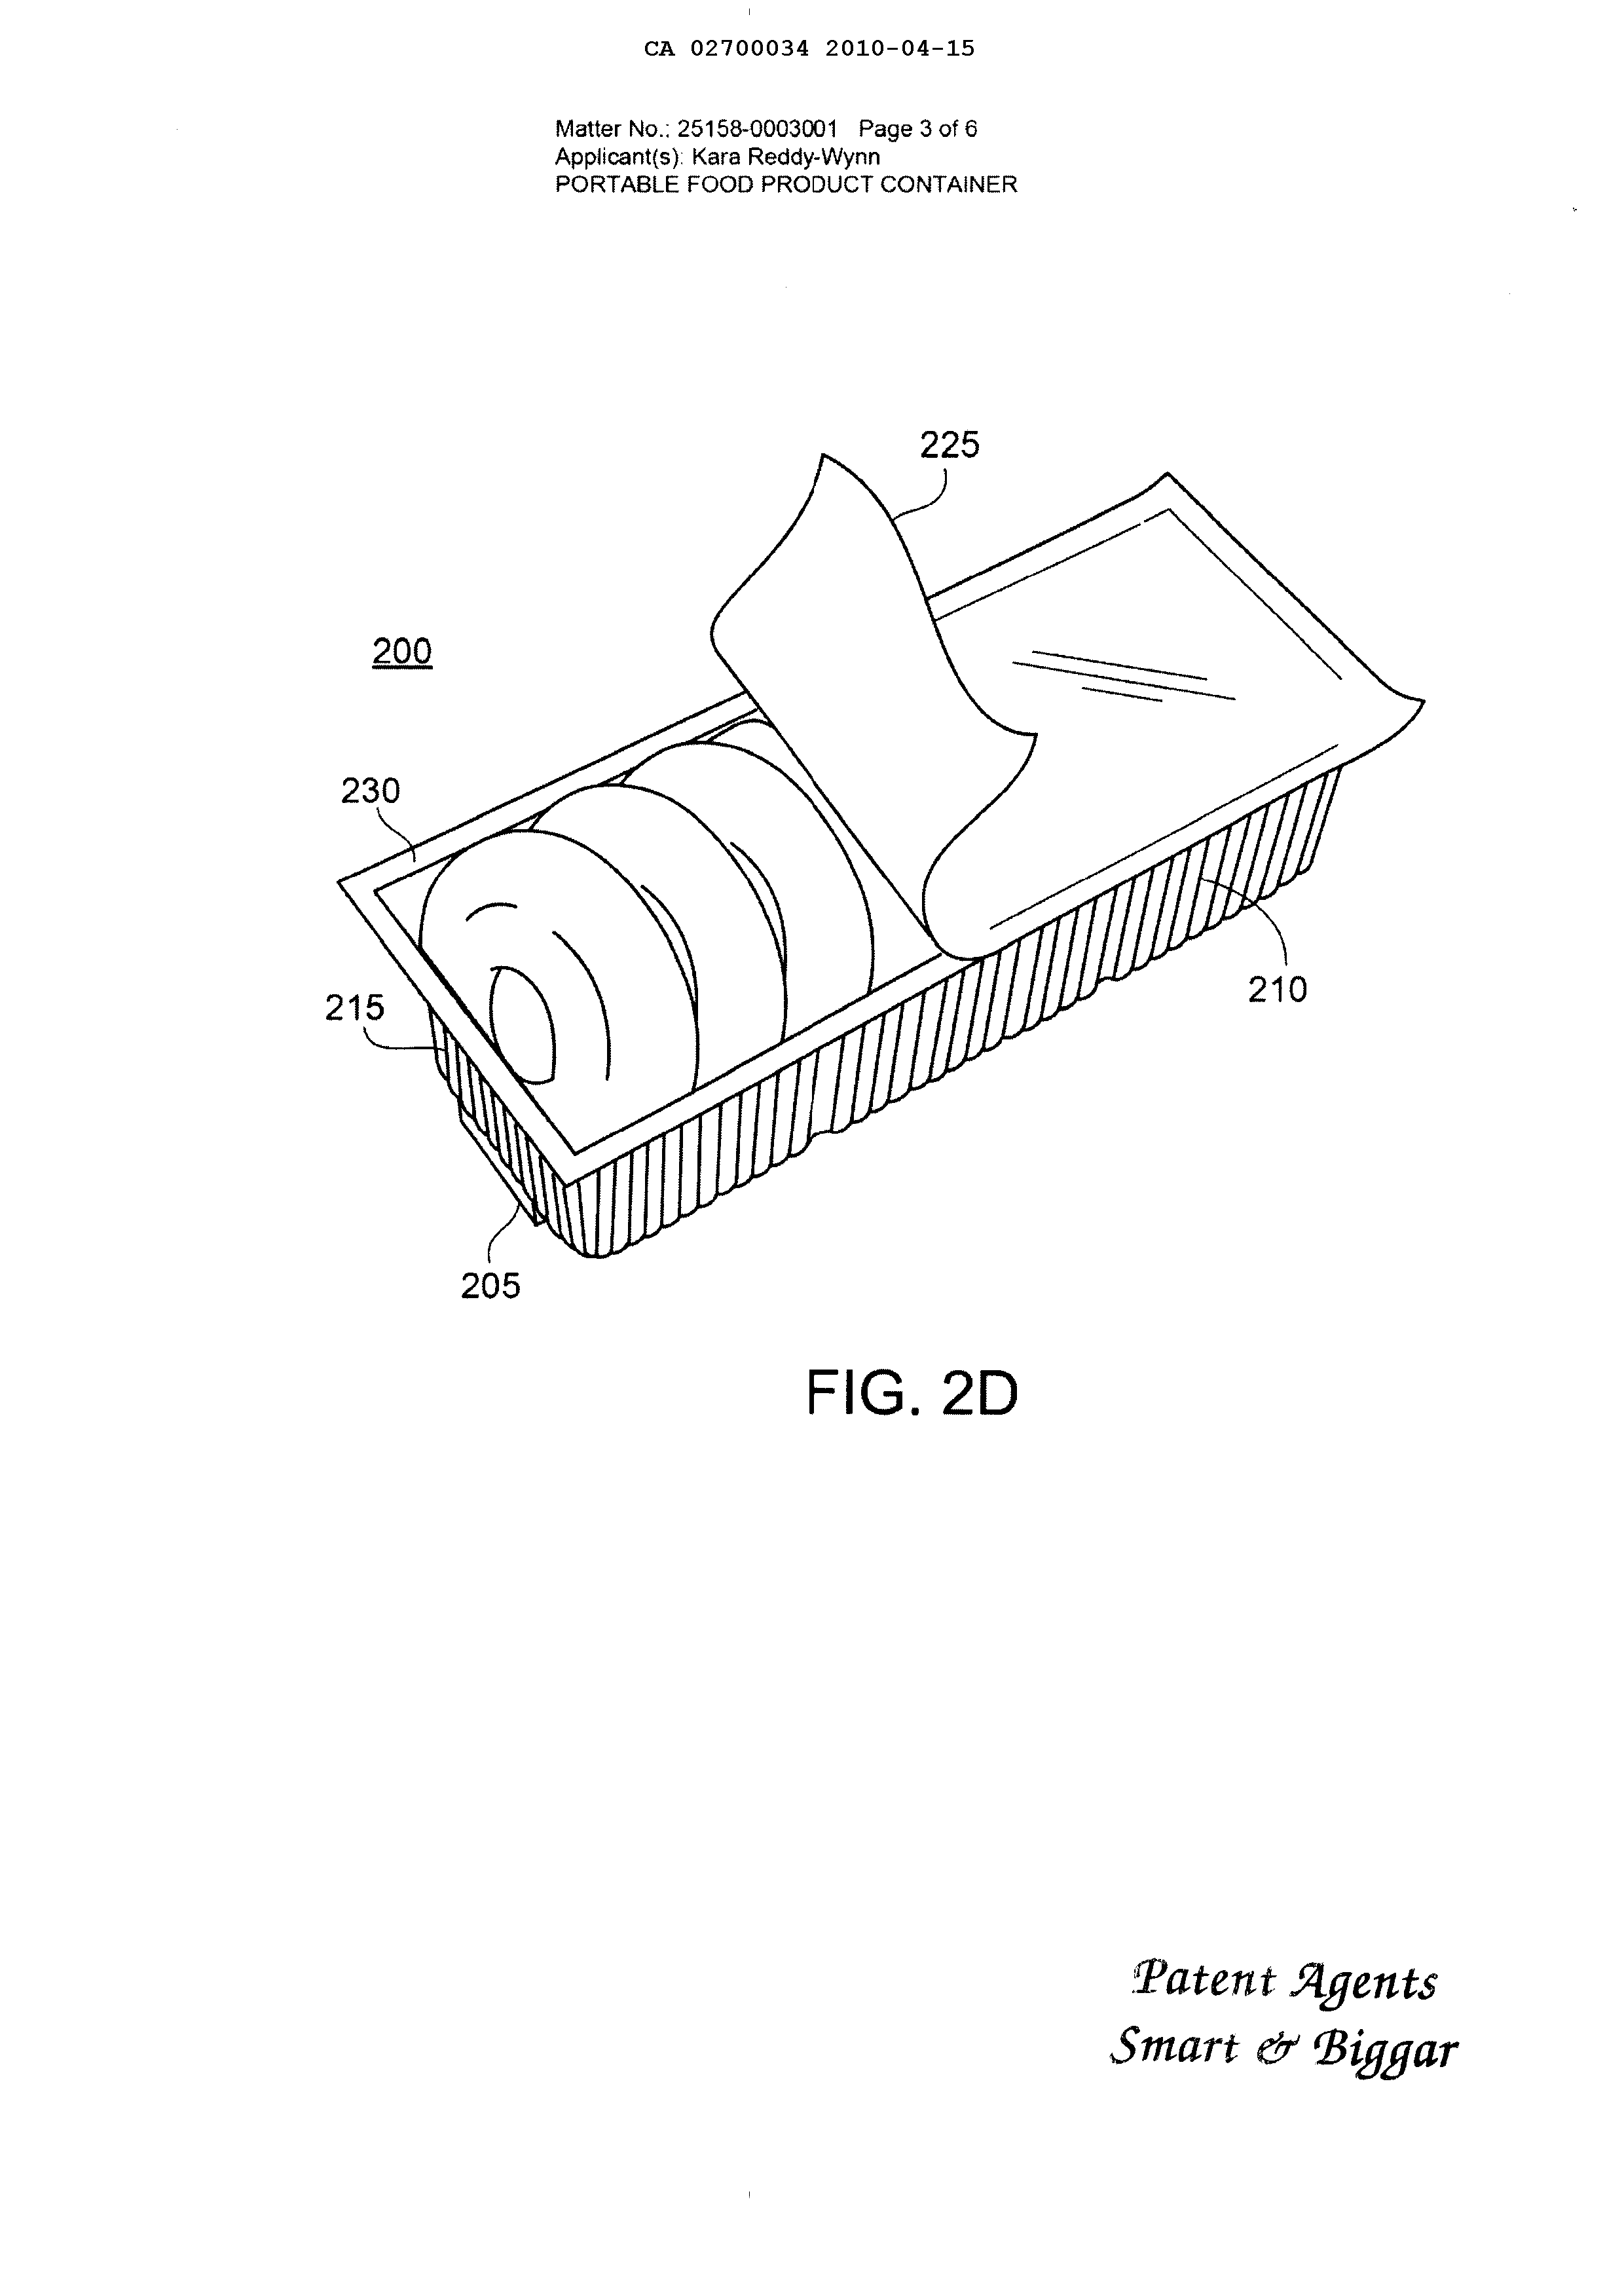 CA 02700034 2010-04-15
Matter No.: 25158-0003001 Page 3 of 6
Applicant(s): Kara Reddy-Wynn
PORTABLE FOOD PRODUCT CONTAINER
225
200
230
215
210
205
FIG. 2D
Patent Agents
Smart & Biggar